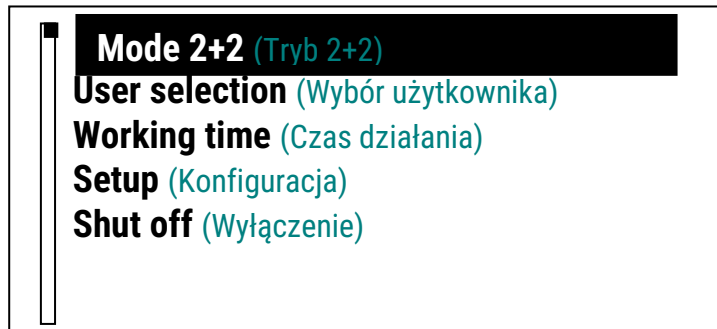 Mode 2+2 (Tryb 2+2)
User selection (Wybór użytkownika)
Working time (Czas działania)
Setup (Konfiguracja)
Shut off (Wyłączenie)